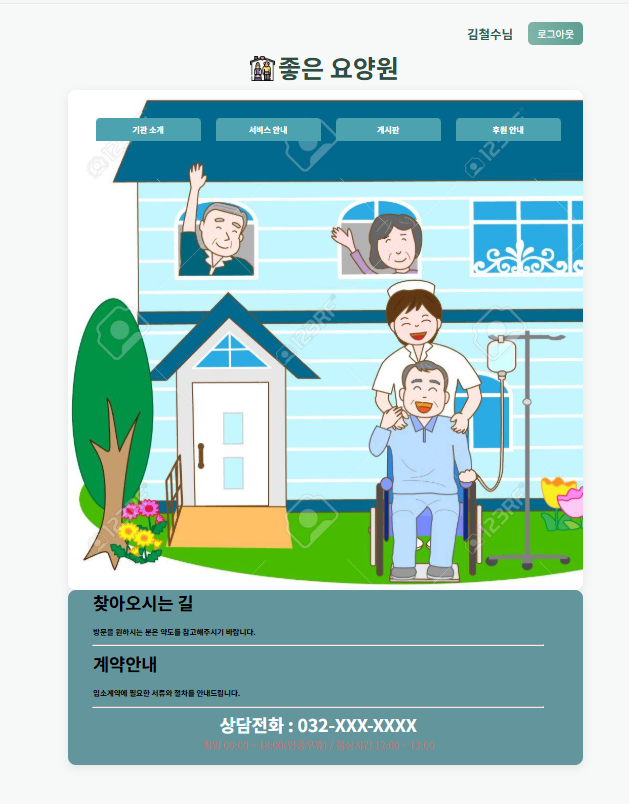 김철수님 로그아웃
좋은 요양원
기관 소개 서비스 안내 게시판 후원 안내
123RF
찾아오시는 길
방문을 원하시는 분은 약도를 참고해주시기 바랍니다.
계약안내
입소계약에 필요한 서류와 절차를 안내드립니다.
상담전화 : 032-XXX-XXXX